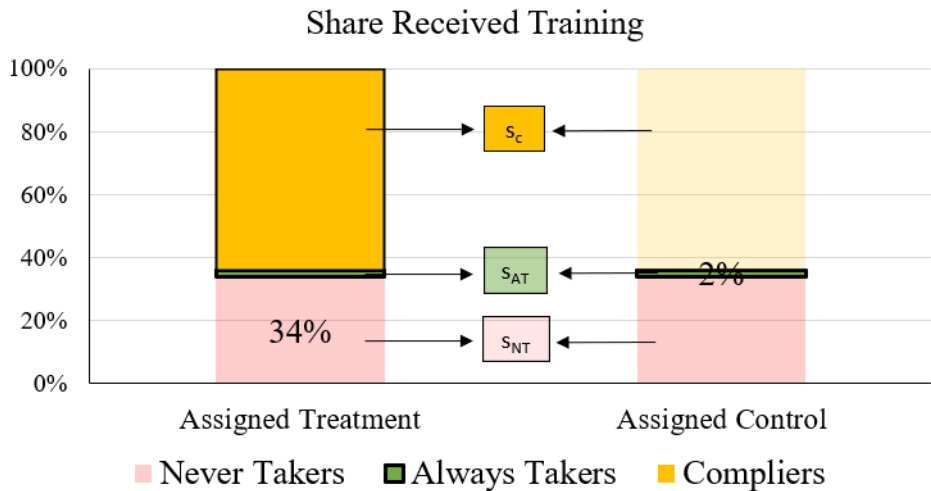 Share Received Training
100%
80%
60%
40%
20%
0%
s_c
s_AT
s_NT
34%
2%
Assigned Treatment
Assigned Control
Never Takers
Always Takers
Compliers